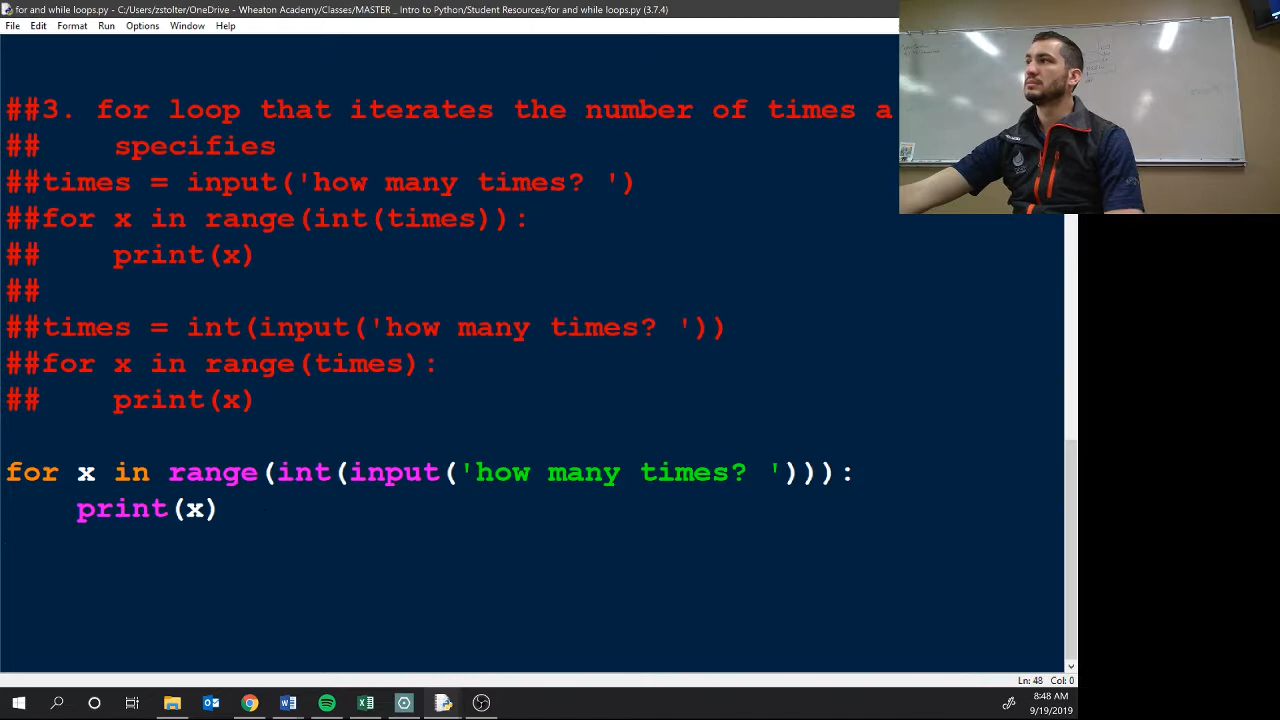 for and while loops.py - C:/Users/zstolter/OneDrive - Wheaton Academy/Classes/MASTER _ Intro to Python/Student Resources/for and while loops.py (3.7.4)
File Edit Format Run Options Window Help
##3. for loop that iterates the number of times a
##    specifies
##times = input('how many times? ')
##for x in range(int(times)):
##    print(x)
##
##times = int(input('how many times? '))
##for x in range(times):
##    print(x)
for x in range(int(input('how many times? '))):
    print(x)
Ln: 48 Col: 0
8:48 AM
9/19/2019